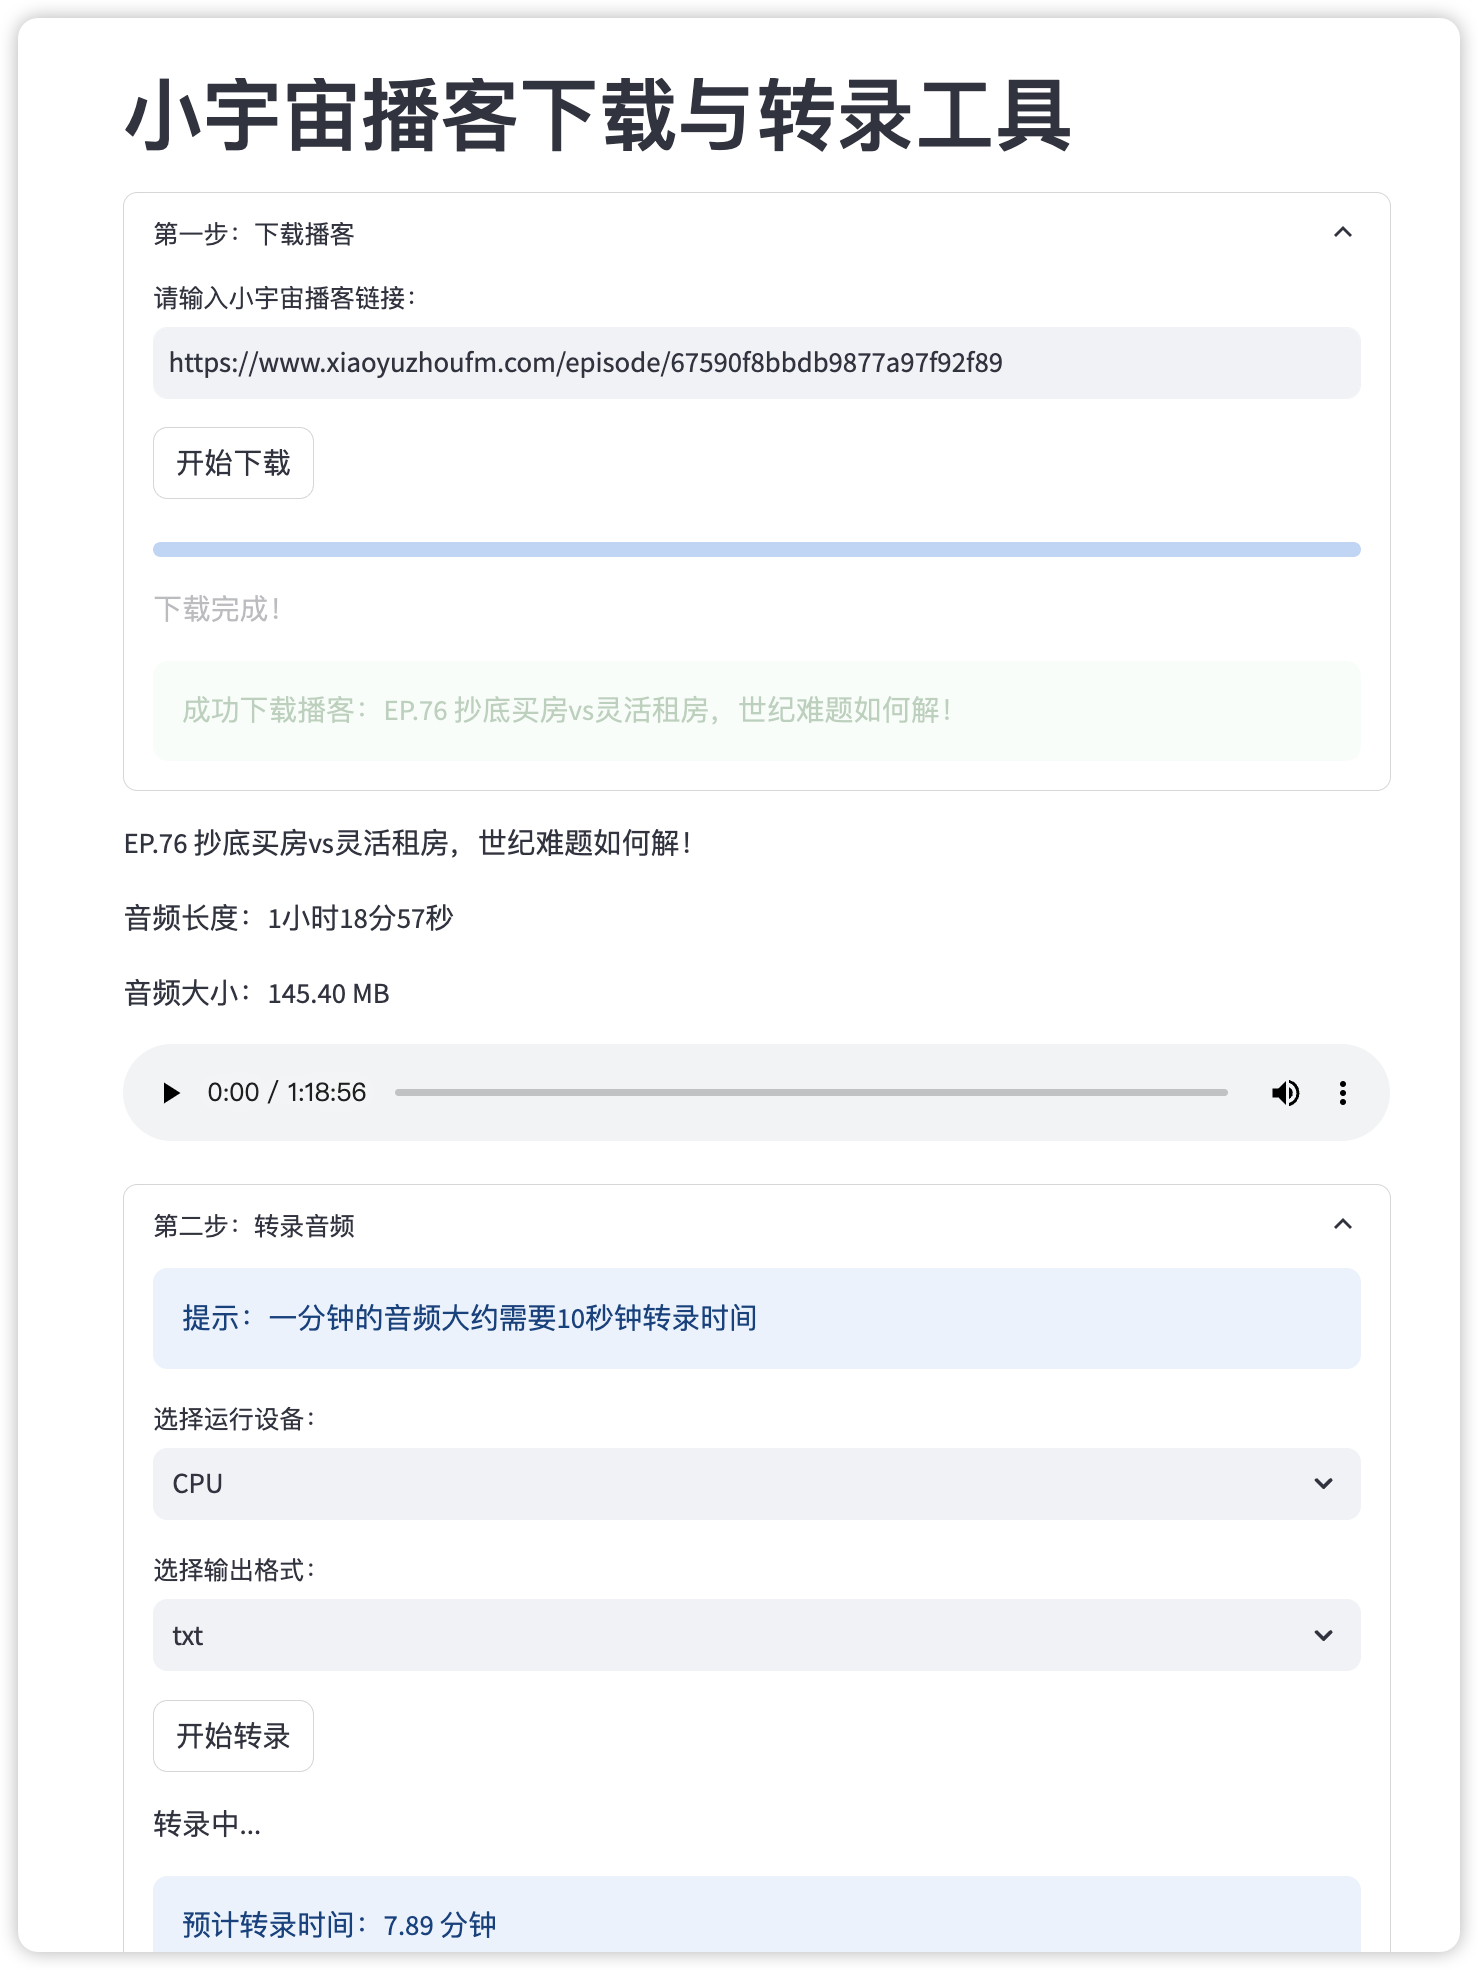 小宇宙播客下载与转录工具
第一步：下载播客
请输入小宇宙播客链接：
https://www.xiaoyuzhoufm.com/episode/67590f8bbdb9877a97f92f89
开始下载
下载完成！
成功下载播客：EP.76 抄底买房vs灵活租房，世纪难题如何解！
EP.76 抄底买房vs灵活租房，世纪难题如何解！
音频长度：1小时18分57秒
音频大小：145.40 MB
0:00 / 1:18:56
第二步：转录音频
提示：一分钟的音频大约需要10秒钟转录时间
选择运行设备：
CPU
选择输出格式：
txt
开始转录
转录中...
预计转录时间：7.89 分钟